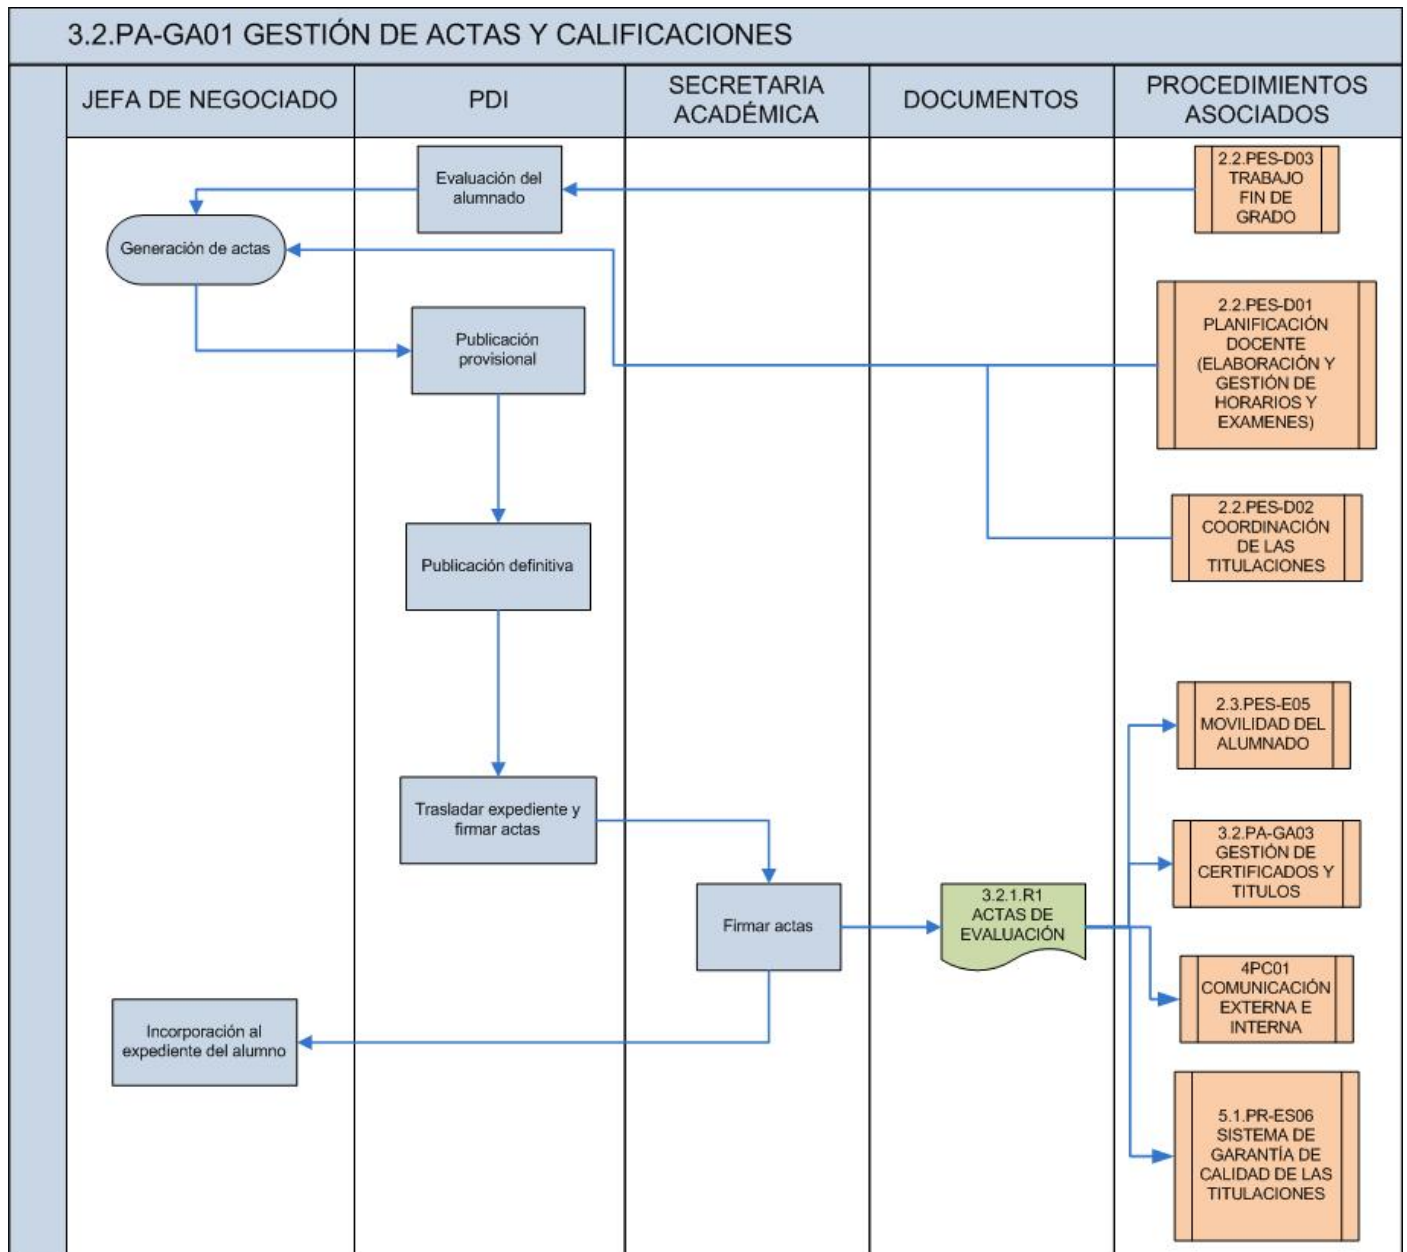 3.2.PA-GA01 GESTIÓN DE ACTAS Y CALIFICACIONES
JEFA DE NEGOCIADO
PDI
SECRETARIA
ACADÉMICA
DOCUMENTOS
PROCEDIMIENTOS
ASOCIADOS
Evaluación del
alumnado
2.2.PES-D03
TRABAJO
FIN DE
GRADO
Generación de actas
Publicación
provisional
2.2.PES-D01
PLANIFICACIÓN
DOCENTE
(ELABORACIÓN Y
GESTIÓN DE
HORARIOS Y
EXAMENES)
Publicación definitiva
2.2.PES-D02
COORDINACIÓN
DE LAS
TITULACIONES
2.3.PES-E05
MOVILIDAD DEL
ALUMNADO
Trasladar expediente y
firmar actas
3.2.PA-GA03
GESTIÓN DE
CERTIFICADOS Y
TITULOS
Firmar actas
3.2.1.R1
ACTAS DE
EVALUACIÓN
4PC01
COMUNICACIÓN
EXTERNA E
INTERNA
Incorporación al
expediente del alumno
5.1.PR-ES06
SISTEMA DE
GARANTÍA DE
CALIDAD DE LAS
TITULACIONES